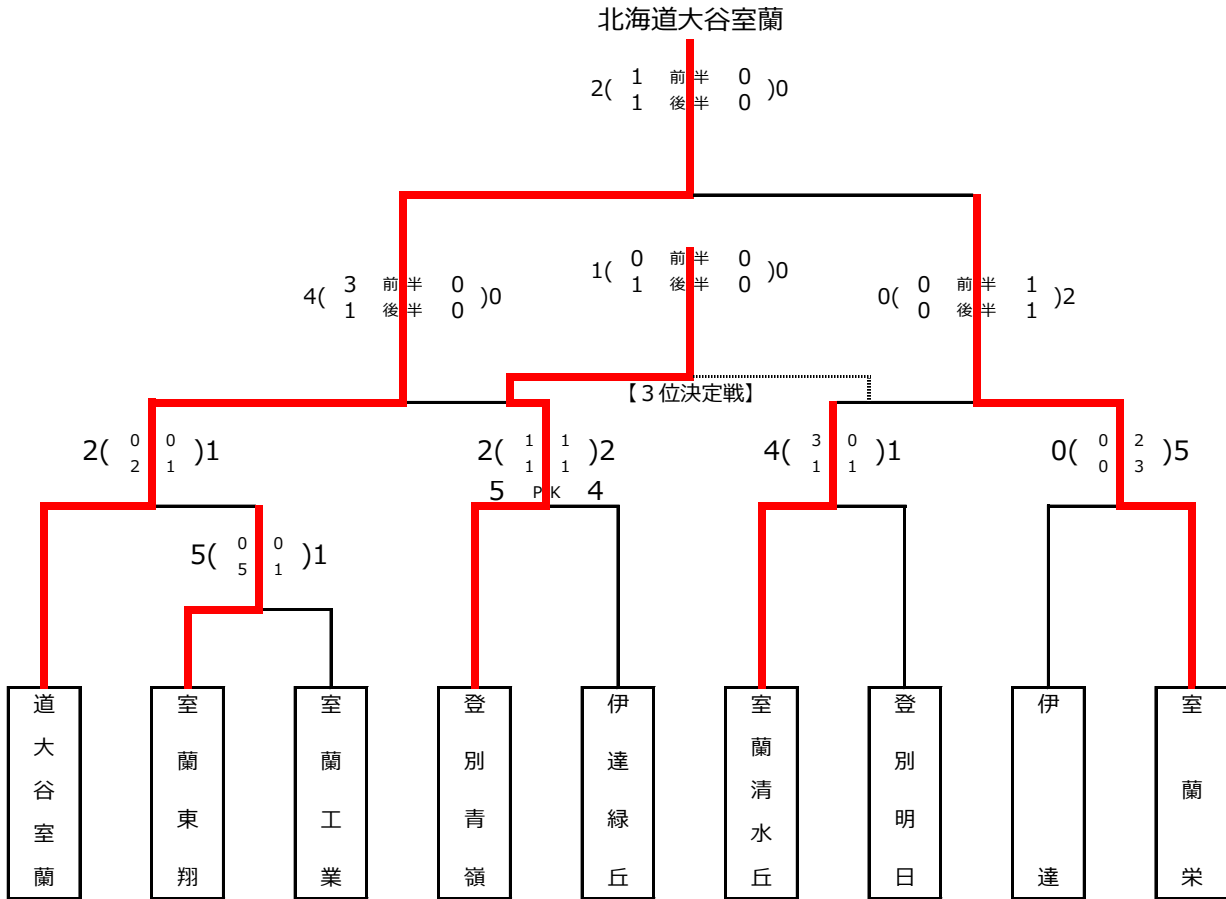 北海道大谷室蘭
1 前半 0
2( )0
1 後半 0
0 前半 0
1( )0
1 後半 0
3 前半 0
4( )0
1 後半 0
0 前半 1
0( )2
0 後半 1
【３位決定戦】
0 0
2( )1
2 1
1 1
2( )2
1 1
5 PK 4
3 0
4( )1
1 1
0 2
0( )5
0 3
0 0
5( )1
5 1
道大谷室蘭
室蘭東翔
室蘭工業
登別青嶺
伊達緑丘
室蘭清水丘
登別明日
伊達
室蘭栄